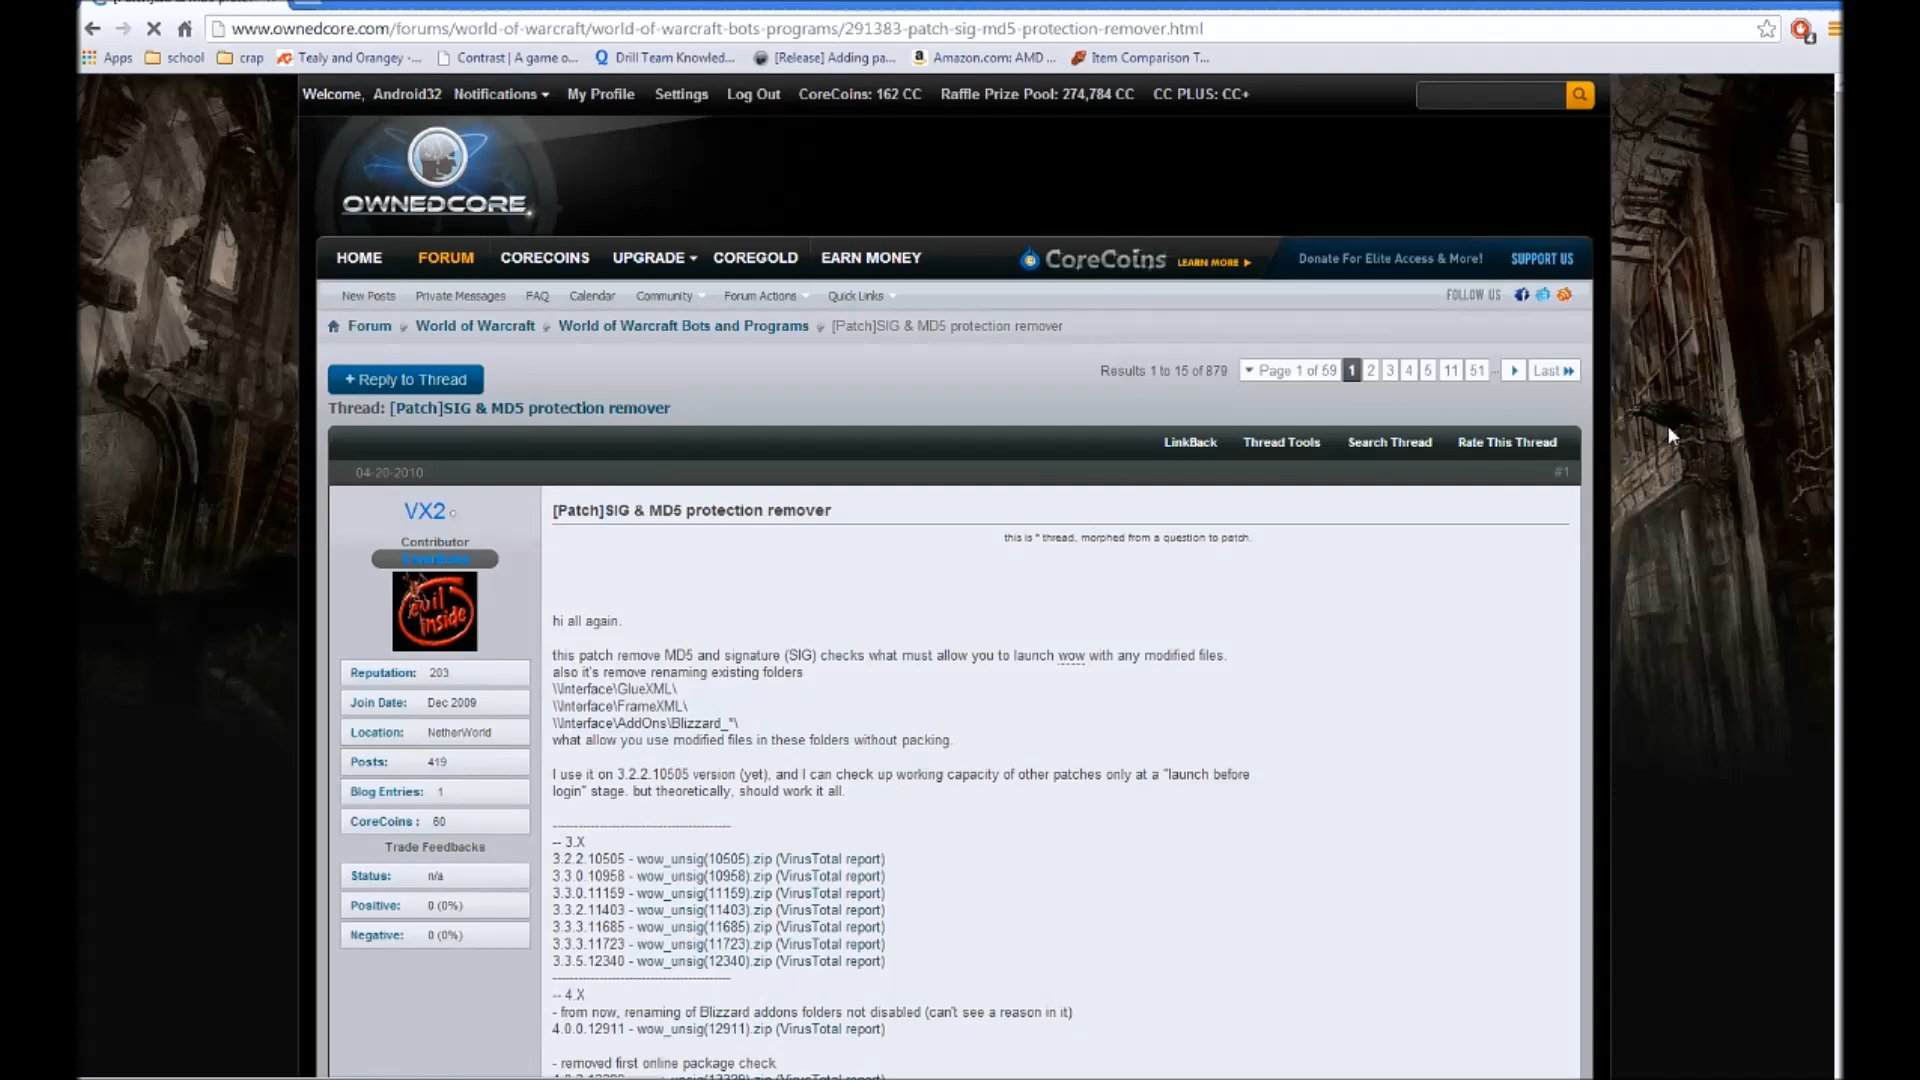 www.ownedcore.com/forums/world-of-warcraft/world-of-warcraft-bots-programs/291383-patch-sig-md5-protection-remover.html
Apps school crap Tealy and Orangey -... Contrast | A game o... Drill Team Knowled... [Release] Adding pa... Amazon.com: AMD ... Item Comparison T...
Welcome, Android32 Notifications My Profile Settings Log Out CoreCoins: 162 CC Raffle Prize Pool: 274,784 CC CC PLUS: CC+
OWNEDCORE.
HOME FORUM CORECOINS UPGRADE COREGOLD EARN MONEY CoreCoins LEARN MORE Donate For Elite Access & More! SUPPORT US
New Posts Private Messages FAQ Calendar Community Forum Actions Quick Links FOLLOW US
Forum World of Warcraft World of Warcraft Bots and Programs [Patch]SIG & MD5 protection remover
+ Reply to Thread Results 1 to 15 of 879 Page 1 of 59 1 2 3 4 5 11 51 ... Last
Thread: [Patch]SIG & MD5 protection remover
LinkBack Thread Tools Search Thread Rate This Thread
04-20-2010 #1
VX2
Contributor
evil inside
Reputation: 203
Join Date: Dec 2009
Location: NetherWorld
Posts: 419
Blog Entries: 1
CoreCoins : 60
Trade Feedbacks
Status: n/a
Positive: 0 (0%)
Negative: 0 (0%)
[Patch]SIG & MD5 protection remover
this is * thread, morphed from a question to patch.
hi all again.
this patch remove MD5 and signature (SIG) checks what must allow you to launch wow with any modified files.
also it's remove renaming existing folders
\\Interface\GlueXML\
\\Interface\FrameXML\
\\Interface\AddOns\Blizzard_*\
what allow you use modified files in these folders without packing.
I use it on 3.2.2.10505 version (yet), and I can check up working capacity of other patches only at a "launch before
login" stage. but theoretically, should work it all.
-- 3.X
3.2.2.10505 - wow_unsig(10505).zip (VirusTotal report)
3.3.0.10958 - wow_unsig(10958).zip (VirusTotal report)
3.3.0.11159 - wow_unsig(11159).zip (VirusTotal report)
3.3.2.11403 - wow_unsig(11403).zip (VirusTotal report)
3.3.3.11685 - wow_unsig(11685).zip (VirusTotal report)
3.3.3.11723 - wow_unsig(11723).zip (VirusTotal report)
3.3.5.12340 - wow_unsig(12340).zip (VirusTotal report)
-- 4.X
- from now, renaming of Blizzard addons folders not disabled (can't see a reason in it)
4.0.0.12911 - wow_unsig(12911).zip (VirusTotal report)
- removed first online package check